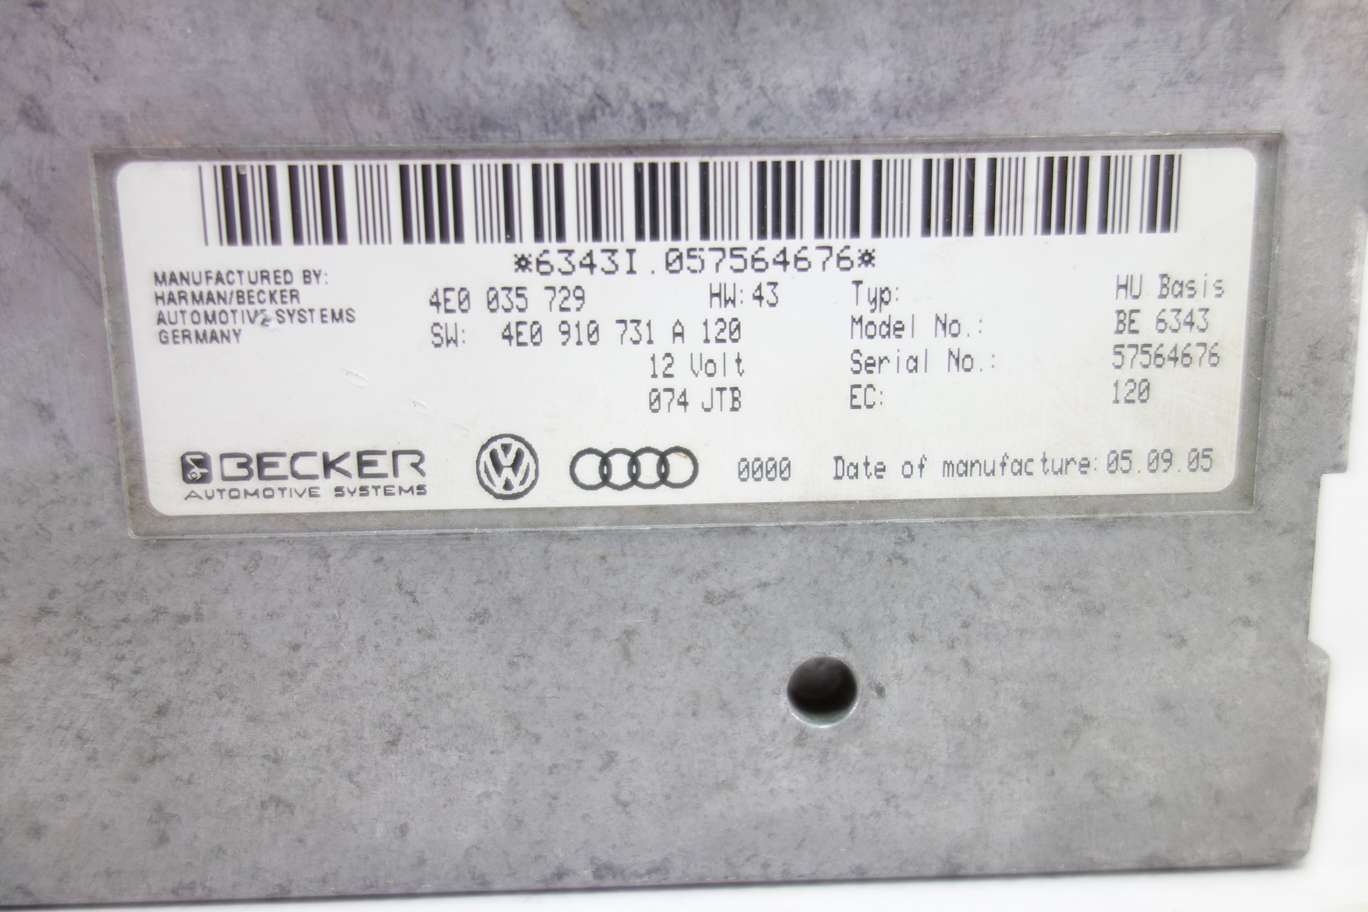 *6343I.057564676*
MANUFACTURED BY:
HARMAN/BECKER
AUTOMOTIVE SYSTEMS
GERMANY
4E0 035 729 HW: 43
SW: 4E0 910 731 A 120
12 Volt
074 JTB
Typ: HU Basis
Model No.: BE 6343
Serial No.: 57564676
EC: 120
BECKER
AUTOMOTIVE SYSTEMS
VW
0000 Date of manufacture: 05.09.05